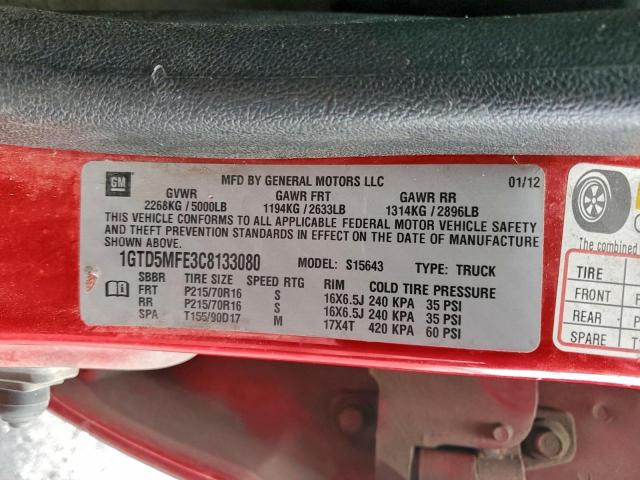 GM
MFD BY GENERAL MOTORS LLC 01/12
GVWR GAWR FRT GAWR RR
2268KG / 5000LB 1194KG / 2633LB 1314KG / 2896LB
THIS VEHICLE CONFORMS TO ALL APPLICABLE FEDERAL MOTOR VEHICLE SAFETY
AND THEFT PREVENTION STANDARDS IN EFFECT ON THE DATE OF MANUFACTURE
SHOWN ABOVE.
1GTD5MFE3C8133080 MODEL: S15643 TYPE: TRUCK
SBBR TIRE SIZE SPEED RTG RIM COLD TIRE PRESSURE
FRT P215/70R16 S 16X6.5J 240 KPA 35 PSI
RR P215/70R16 S 16X6.5J 240 KPA 35 PSI
SPA T155/90D17 M 17X4T 420 KPA 60 PSI
The combined
TIRE
FRONT
REAR P
SPARE T